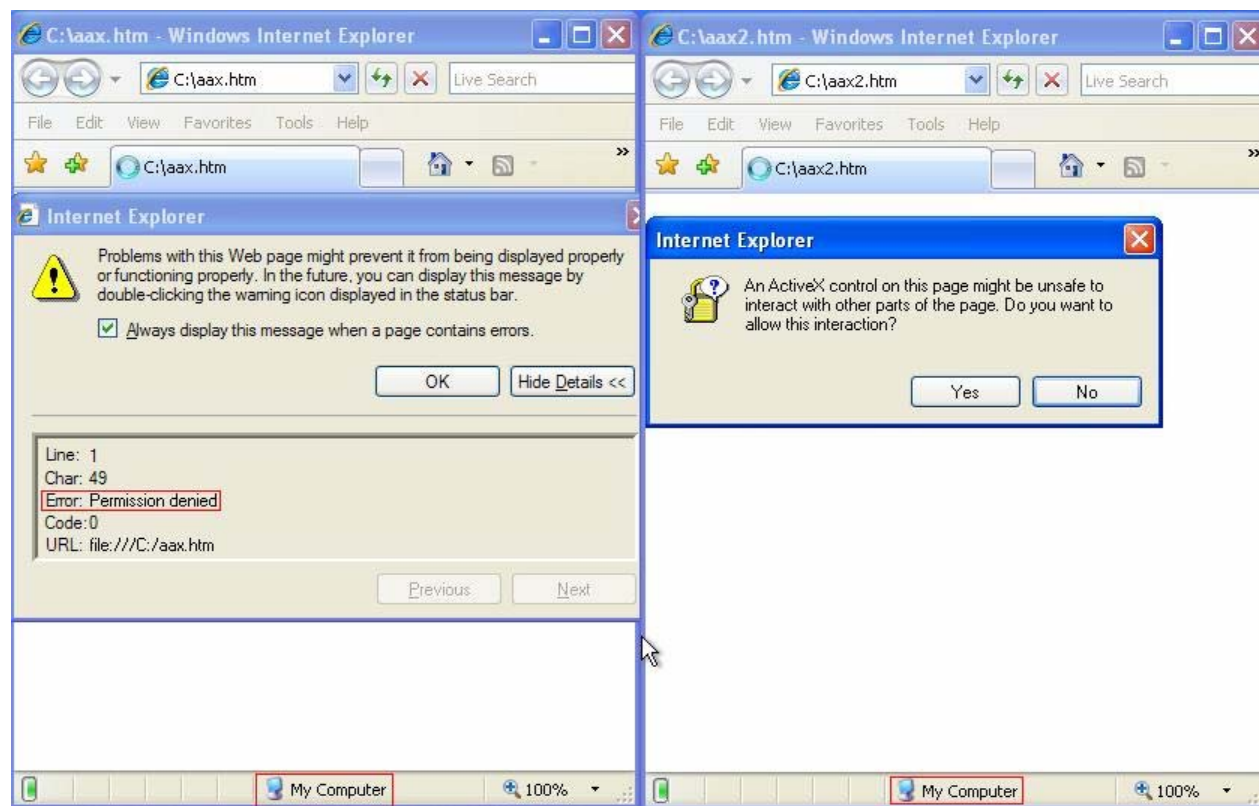 C:\aax.htm - Windows Internet Explorer
C:\aax.htm
Live Search
File Edit View Favorites Tools Help
C:\aax.htm
»
Internet Explorer
Problems with this Web page might prevent it from being displayed properly
or functioning properly. In the future, you can display this message by
double-clicking the warning icon displayed in the status bar.
Always display this message when a page contains errors.
OK
Hide Details <<
Line: 1
Char: 49
Error: Permission denied
Code:0
URL: file:///C:/aax.htm
Previous
Next
My Computer
100%
C:\aax2.htm - Windows Internet Explorer
C:\aax2.htm
Live Search
File Edit View Favorites Tools Help
C:\aax2.htm
»
Internet Explorer
An ActiveX control on this page might be unsafe to
interact with other parts of the page. Do you want to
allow this interaction?
Yes
No
My Computer
100%